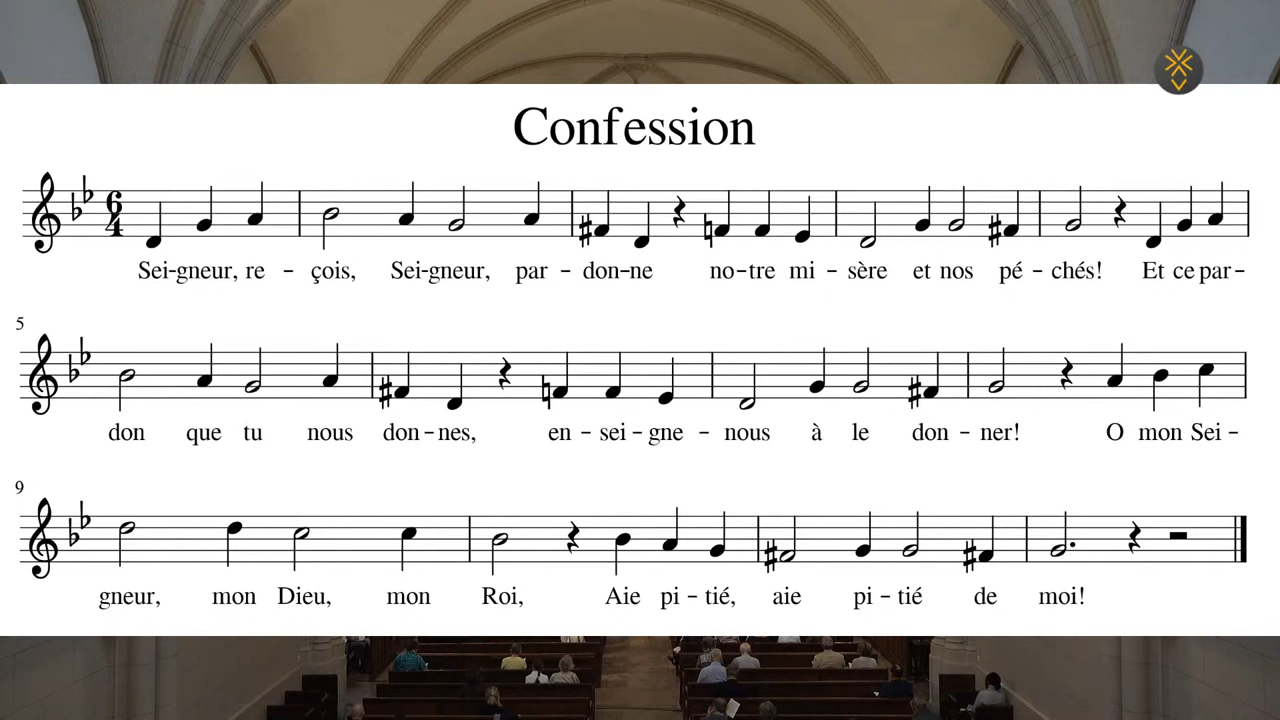 Confession
6
4
Sei-gneur, re - çois, Sei-gneur, par - don-ne no-tre mi - sère et nos pé - chés! Et ce par-
5
don que tu nous don-nes, en-sei-gne - nous à le don - ner! O mon Sei-
9
gneur, mon Dieu, mon Roi, Aie pi-tié, aie pi-tié de moi!